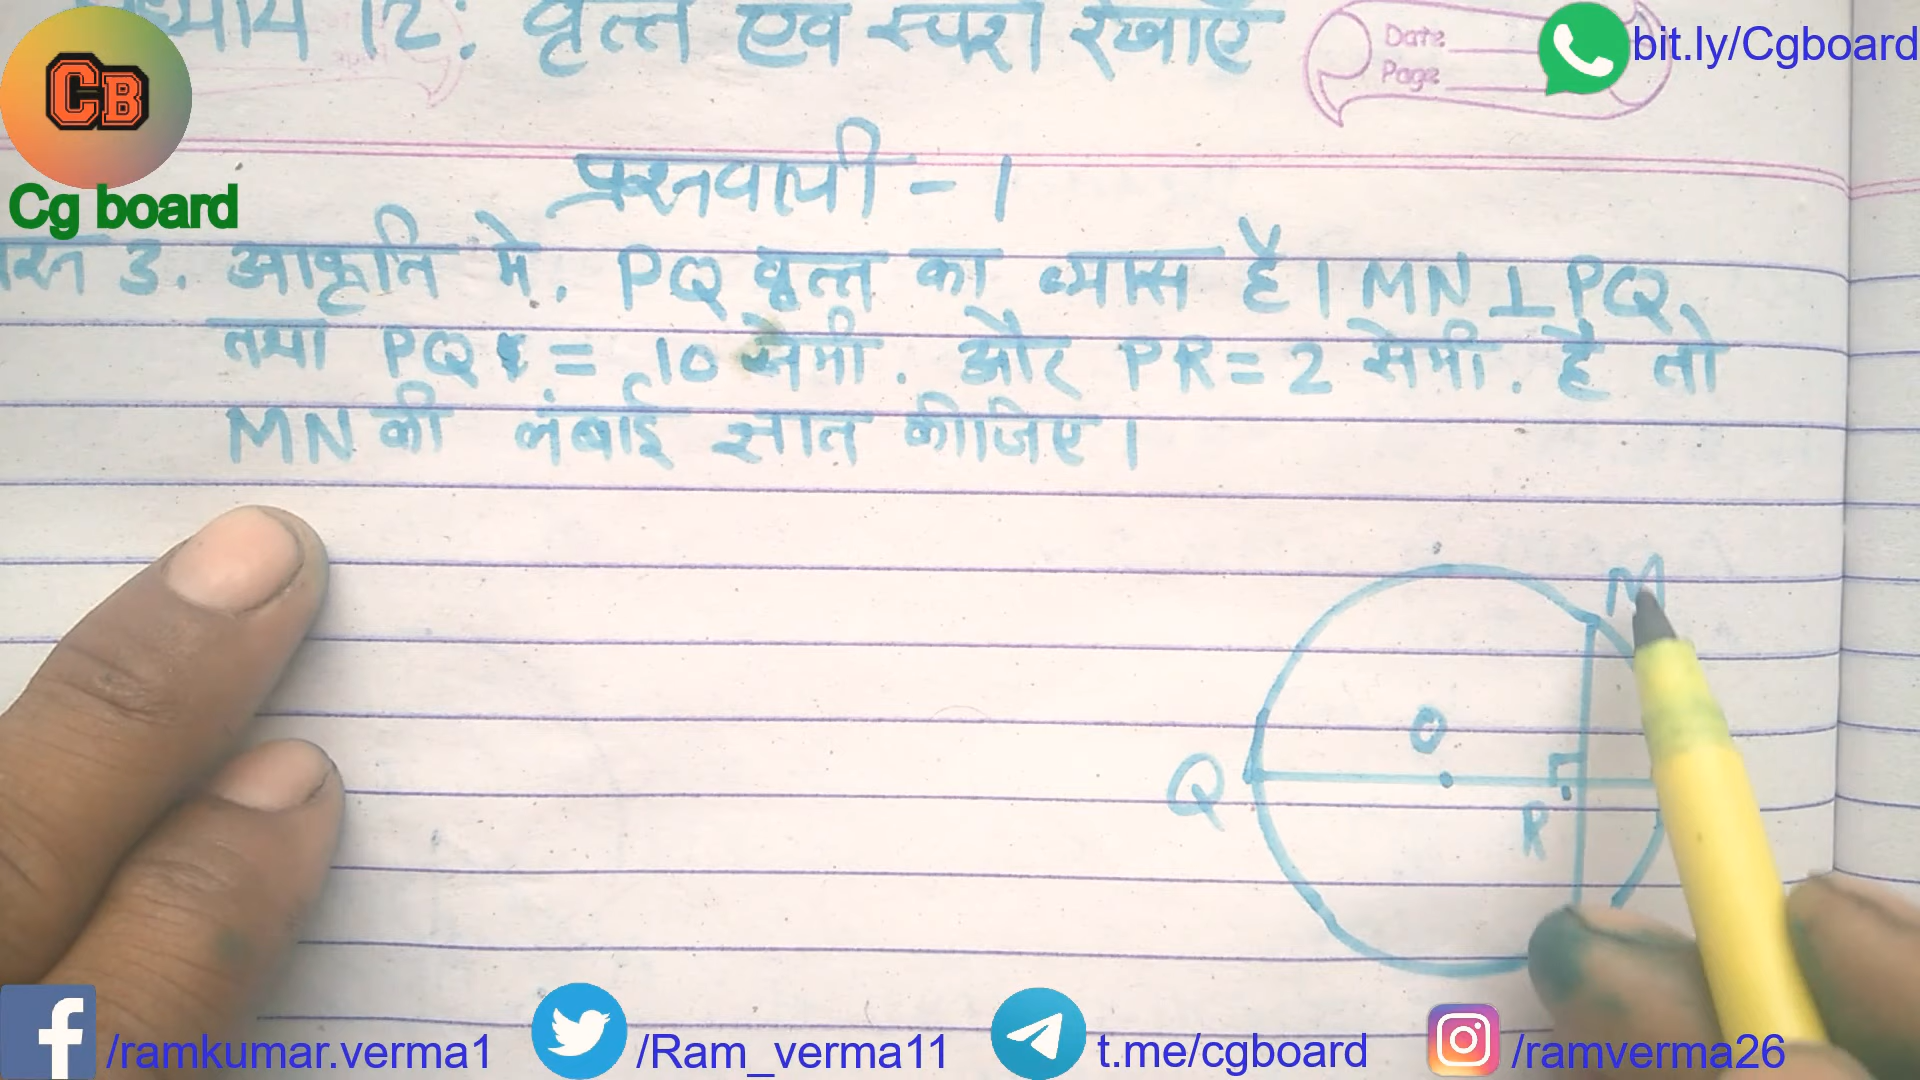 12: वृत्त एवं स्पर्श रेखाएँ
Date
Page
bit.ly/Cgboard
CB
Cg board
प्रश्नावली - 1
3. आकृति मे. PQ वृत्त का व्यास है। MN ⊥ PQ,
तथा PQ = 10 सेमी. और PR = 2 सेमी. है तो
MN की लंबाई ज्ञात कीजिए।
M
O
Q
R
/ramkumar.verma1
/Ram_verma11
t.me/cgboard
/ramverma26